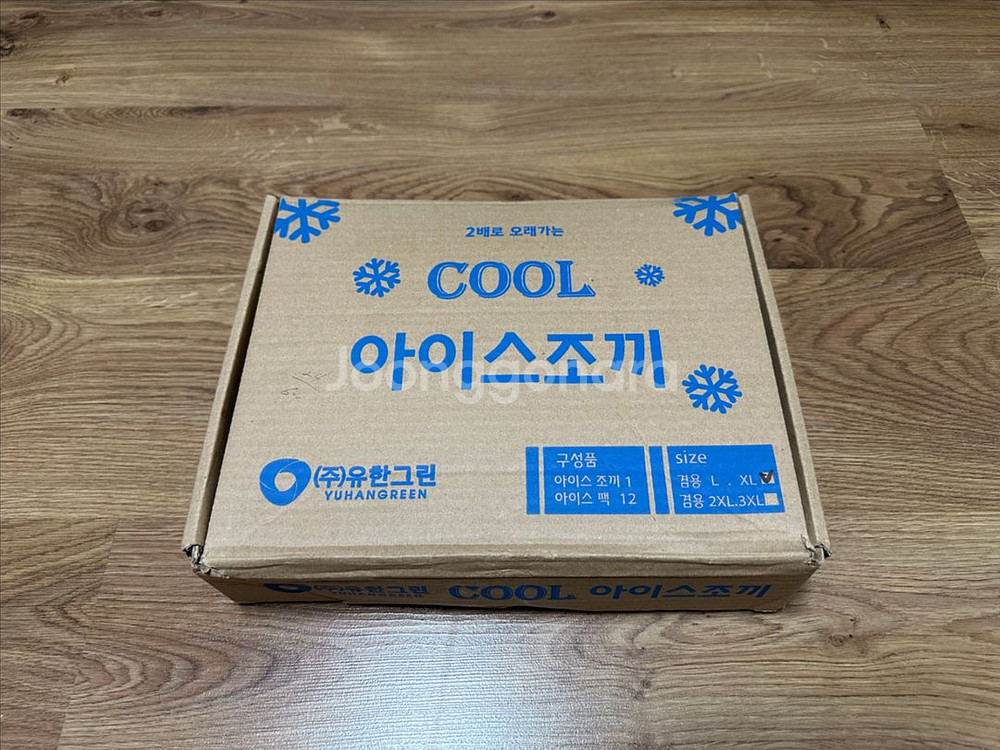 2배로 오래가는
COOL
아이스조끼
Joonggonara
(주)유한그린
YUHANGREEN
구성품
아이스 조끼 1
아이스 팩 12
size
겸용 L . XL
겸용 2XL.3XL
(주)유한그린
YUHANGREEN
COOL 아이스조끼